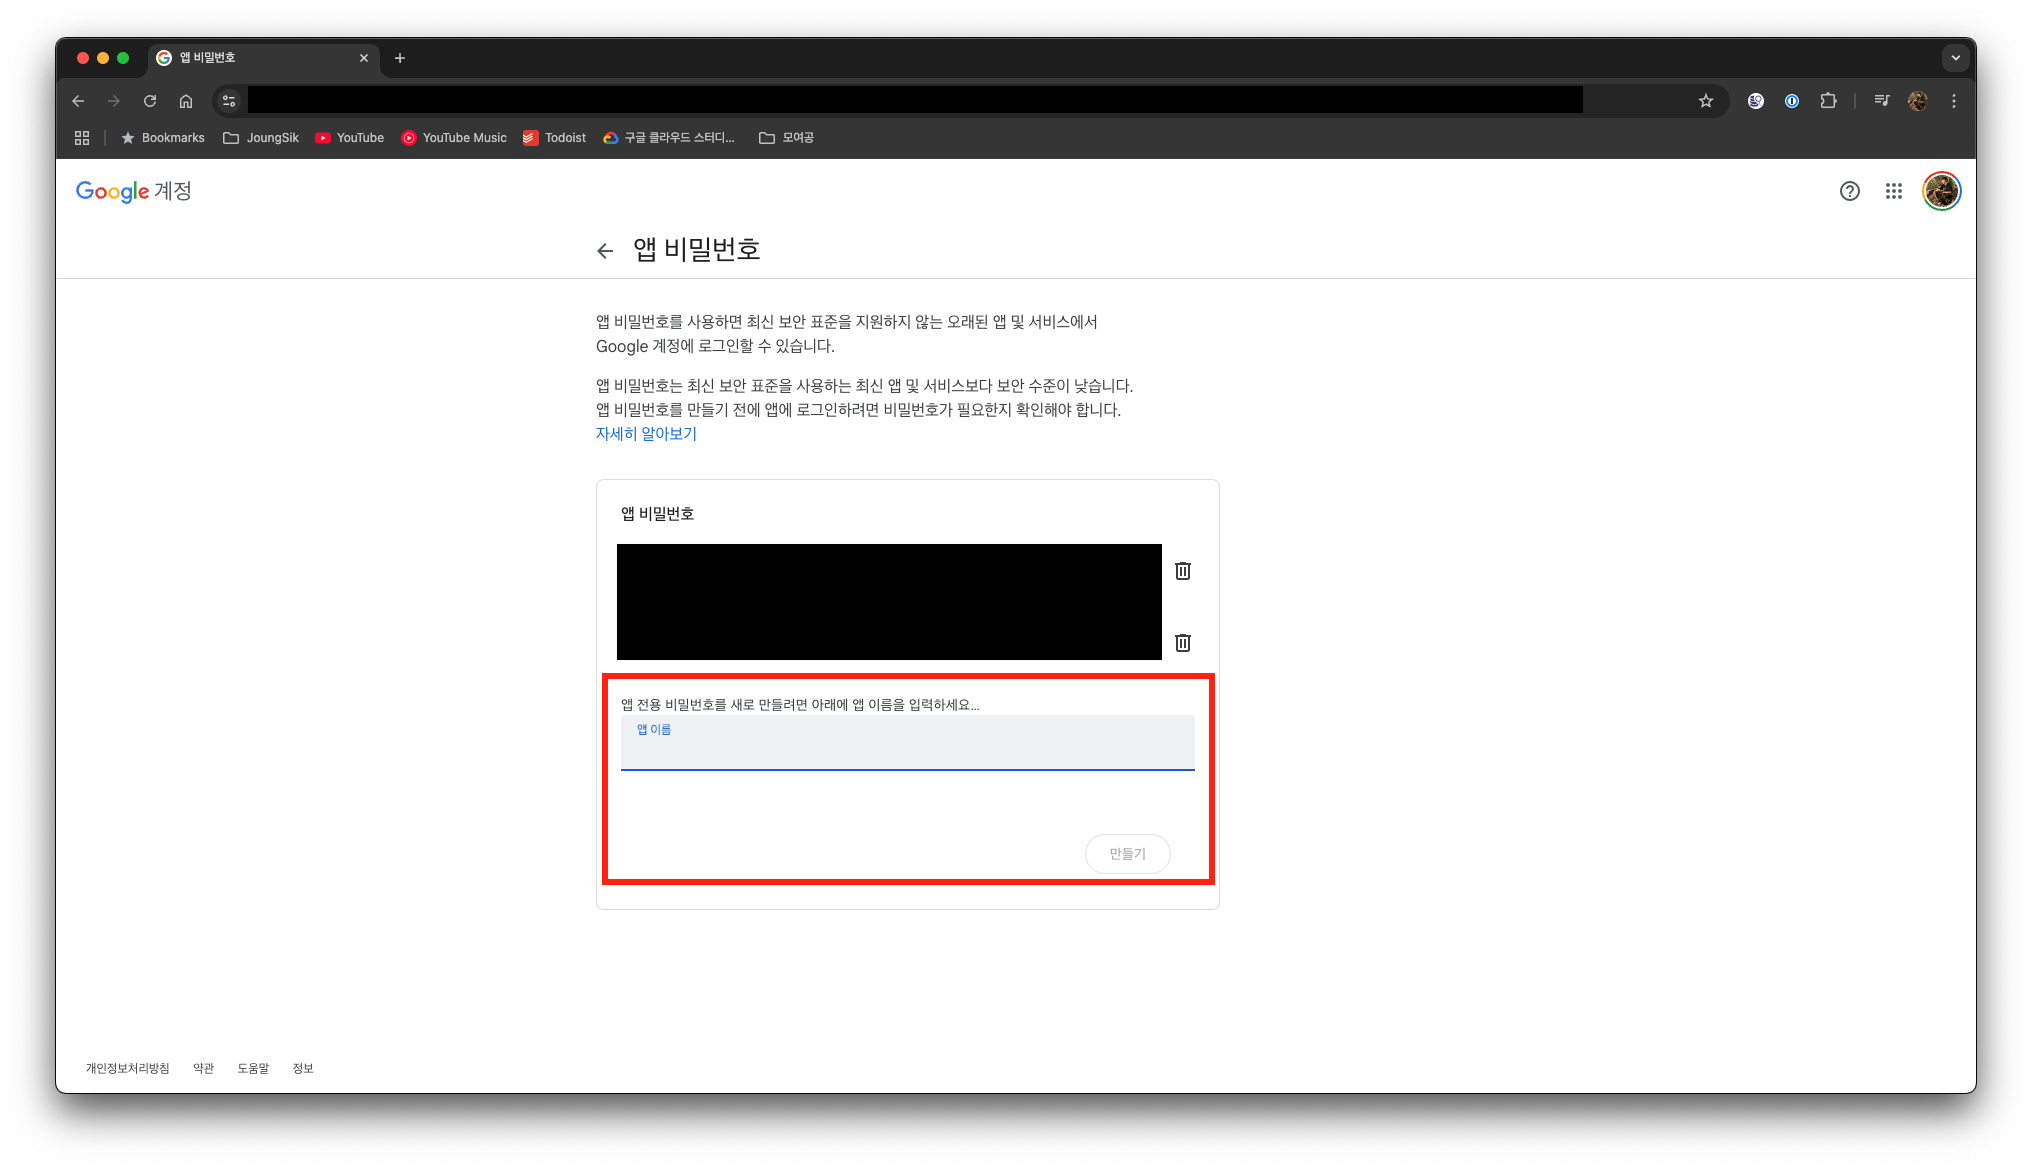 앱 비밀번호
Bookmarks
JoungSik
YouTube
YouTube Music
Todoist
구글 클라우드 스터디...
모여공
Google 계정
앱 비밀번호
앱 비밀번호를 사용하면 최신 보안 표준을 지원하지 않는 오래된 앱 및 서비스에서
Google 계정에 로그인할 수 있습니다.
앱 비밀번호는 최신 보안 표준을 사용하는 최신 앱 및 서비스보다 보안 수준이 낮습니다.
앱 비밀번호를 만들기 전에 앱에 로그인하려면 비밀번호가 필요한지 확인해야 합니다.
자세히 알아보기
앱 비밀번호
앱 전용 비밀번호를 새로 만들려면 아래에 앱 이름을 입력하세요...
앱 이름
만들기
개인정보처리방침
약관
도움말
정보